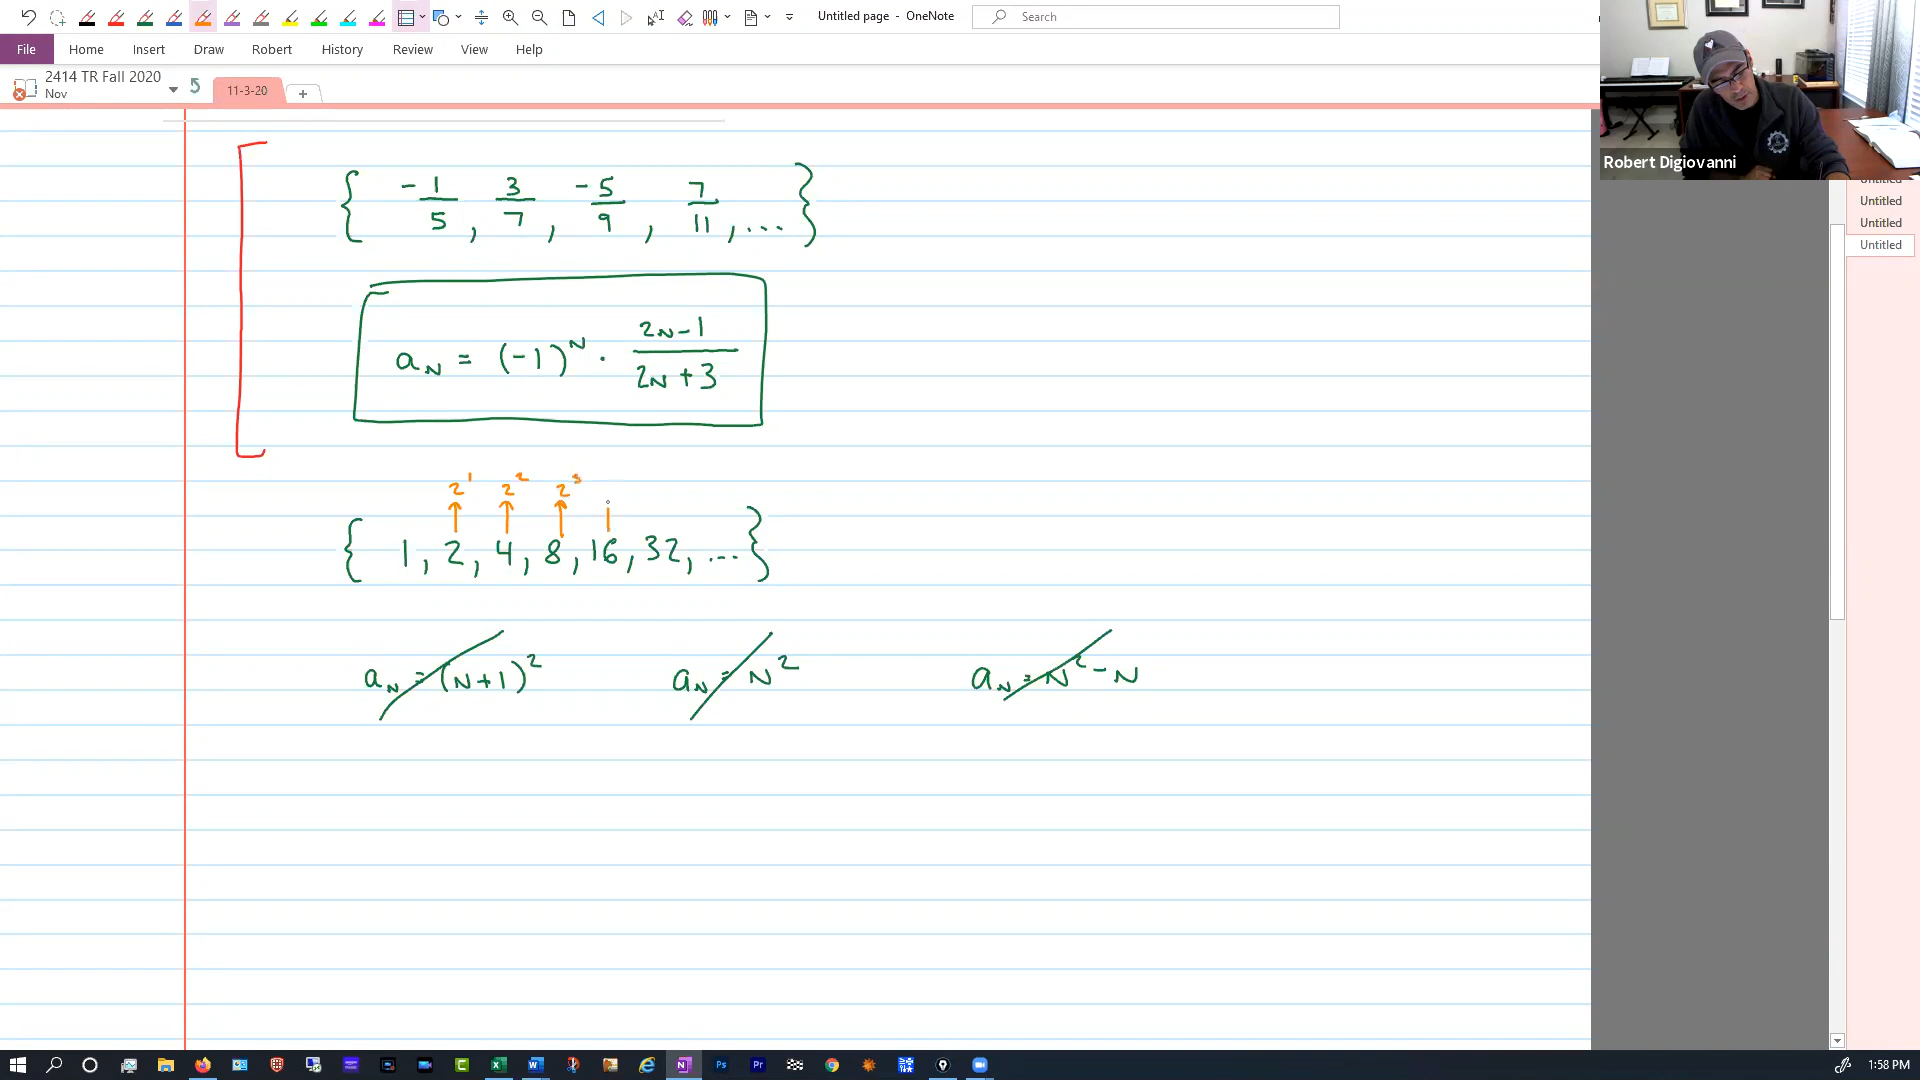 Untitled page - OneNote
Search
File Home Insert Draw Robert History Review View Help
2414 TR Fall 2020
Nov
11-3-20
Robert Digiovanni
Untitled
Untitled
Untitled
Untitled
{ -1/5, 3/7, -5/9, 7/11, ... }
a_N = (-1)^N · (2N-1)/(2N+3)
2^1 2^2 2^3
{ 1, 2, 4, 8, 16, 32, ... }
a_N = (N+1)^2 a_N = N^2 a_N = N^2 - N
1:58 PM